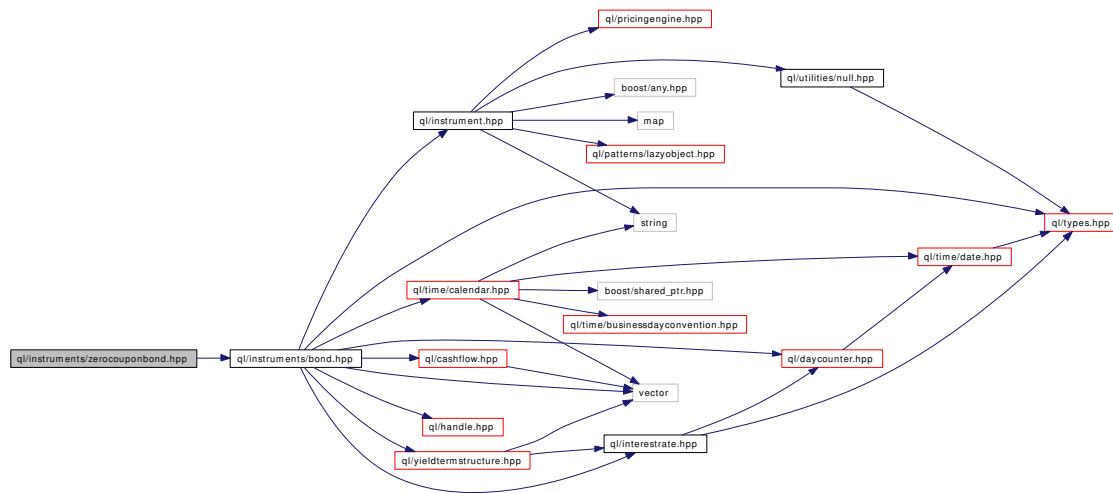 ql/pricingengine.hpp
ql/utilities/null.hpp
boost/any.hpp
ql/instrument.hpp
map
ql/patterns/lazyobject.hpp
string
ql/types.hpp
ql/time/date.hpp
ql/time/calendar.hpp
boost/shared_ptr.hpp
ql/time/businessdayconvention.hpp
ql/instruments/zerocouponbond.hpp
ql/instruments/bond.hpp
ql/cashflow.hpp
ql/daycounter.hpp
vector
ql/handle.hpp
ql/interestrate.hpp
ql/yieldtermstructure.hpp